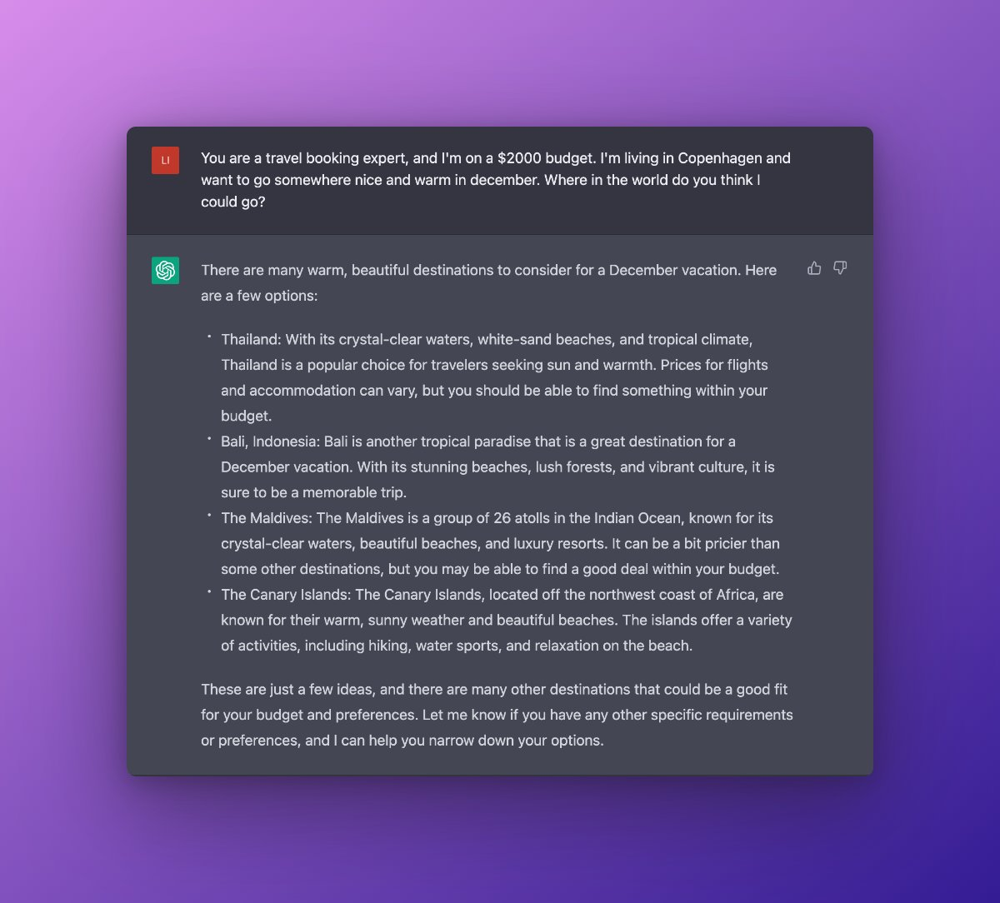 LI
You are a travel booking expert, and I'm on a $2000 budget. I'm living in Copenhagen and
want to go somewhere nice and warm in december. Where in the world do you think I
could go?
There are many warm, beautiful destinations to consider for a December vacation. Here
are a few options:
• Thailand: With its crystal-clear waters, white-sand beaches, and tropical climate,
Thailand is a popular choice for travelers seeking sun and warmth. Prices for flights
and accommodation can vary, but you should be able to find something within your
budget.
• Bali, Indonesia: Bali is another tropical paradise that is a great destination for a
December vacation. With its stunning beaches, lush forests, and vibrant culture, it is
sure to be a memorable trip.
• The Maldives: The Maldives is a group of 26 atolls in the Indian Ocean, known for its
crystal-clear waters, beautiful beaches, and luxury resorts. It can be a bit pricier than
some other destinations, but you may be able to find a good deal within your budget.
• The Canary Islands: The Canary Islands, located off the northwest coast of Africa, are
known for their warm, sunny weather and beautiful beaches. The islands offer a variety
of activities, including hiking, water sports, and relaxation on the beach.
These are just a few ideas, and there are many other destinations that could be a good fit
for your budget and preferences. Let me know if you have any other specific requirements
or preferences, and I can help you narrow down your options.